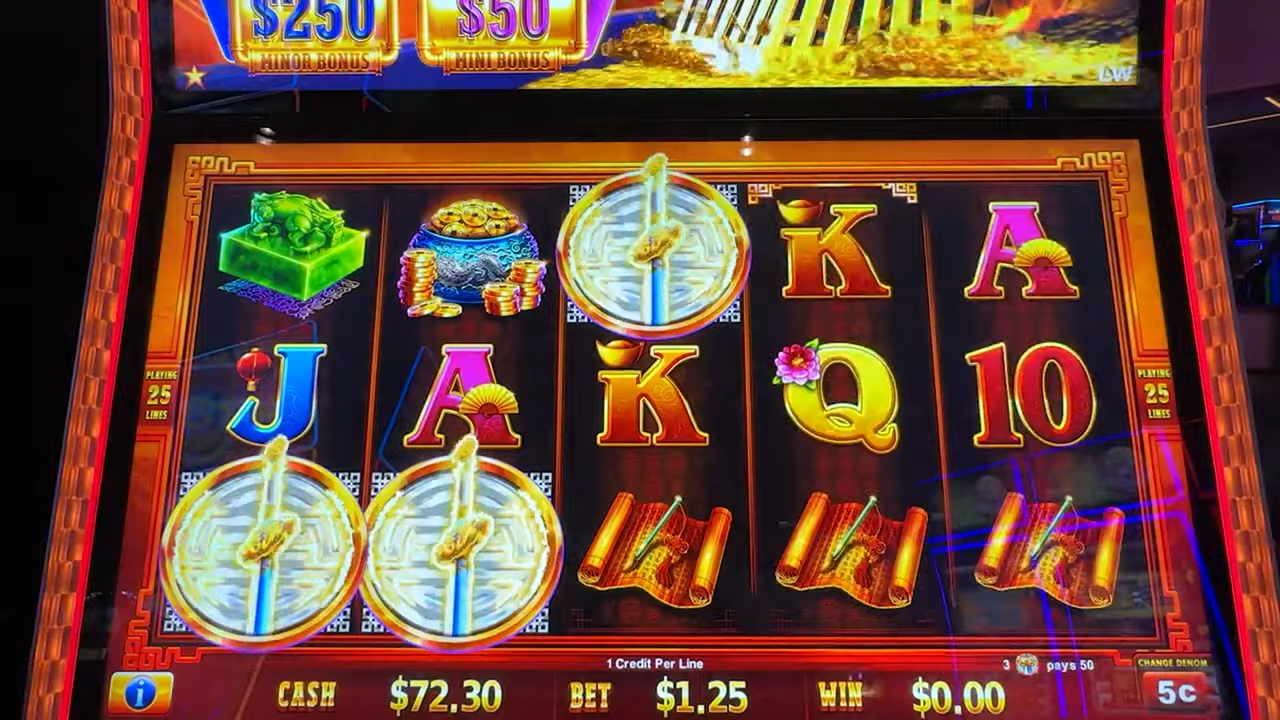 $250
$50
MINOR BONUS
MINI BONUS
LW
K
A
PLAYING
25
LINES
J
A
K
Q
10
PLAYING
25
LINES
1 Credit Per Line
3 pays 50
CHANGE DENOM
i
CASH
$72.30
BET
$1.25
WIN
$0.00
5¢